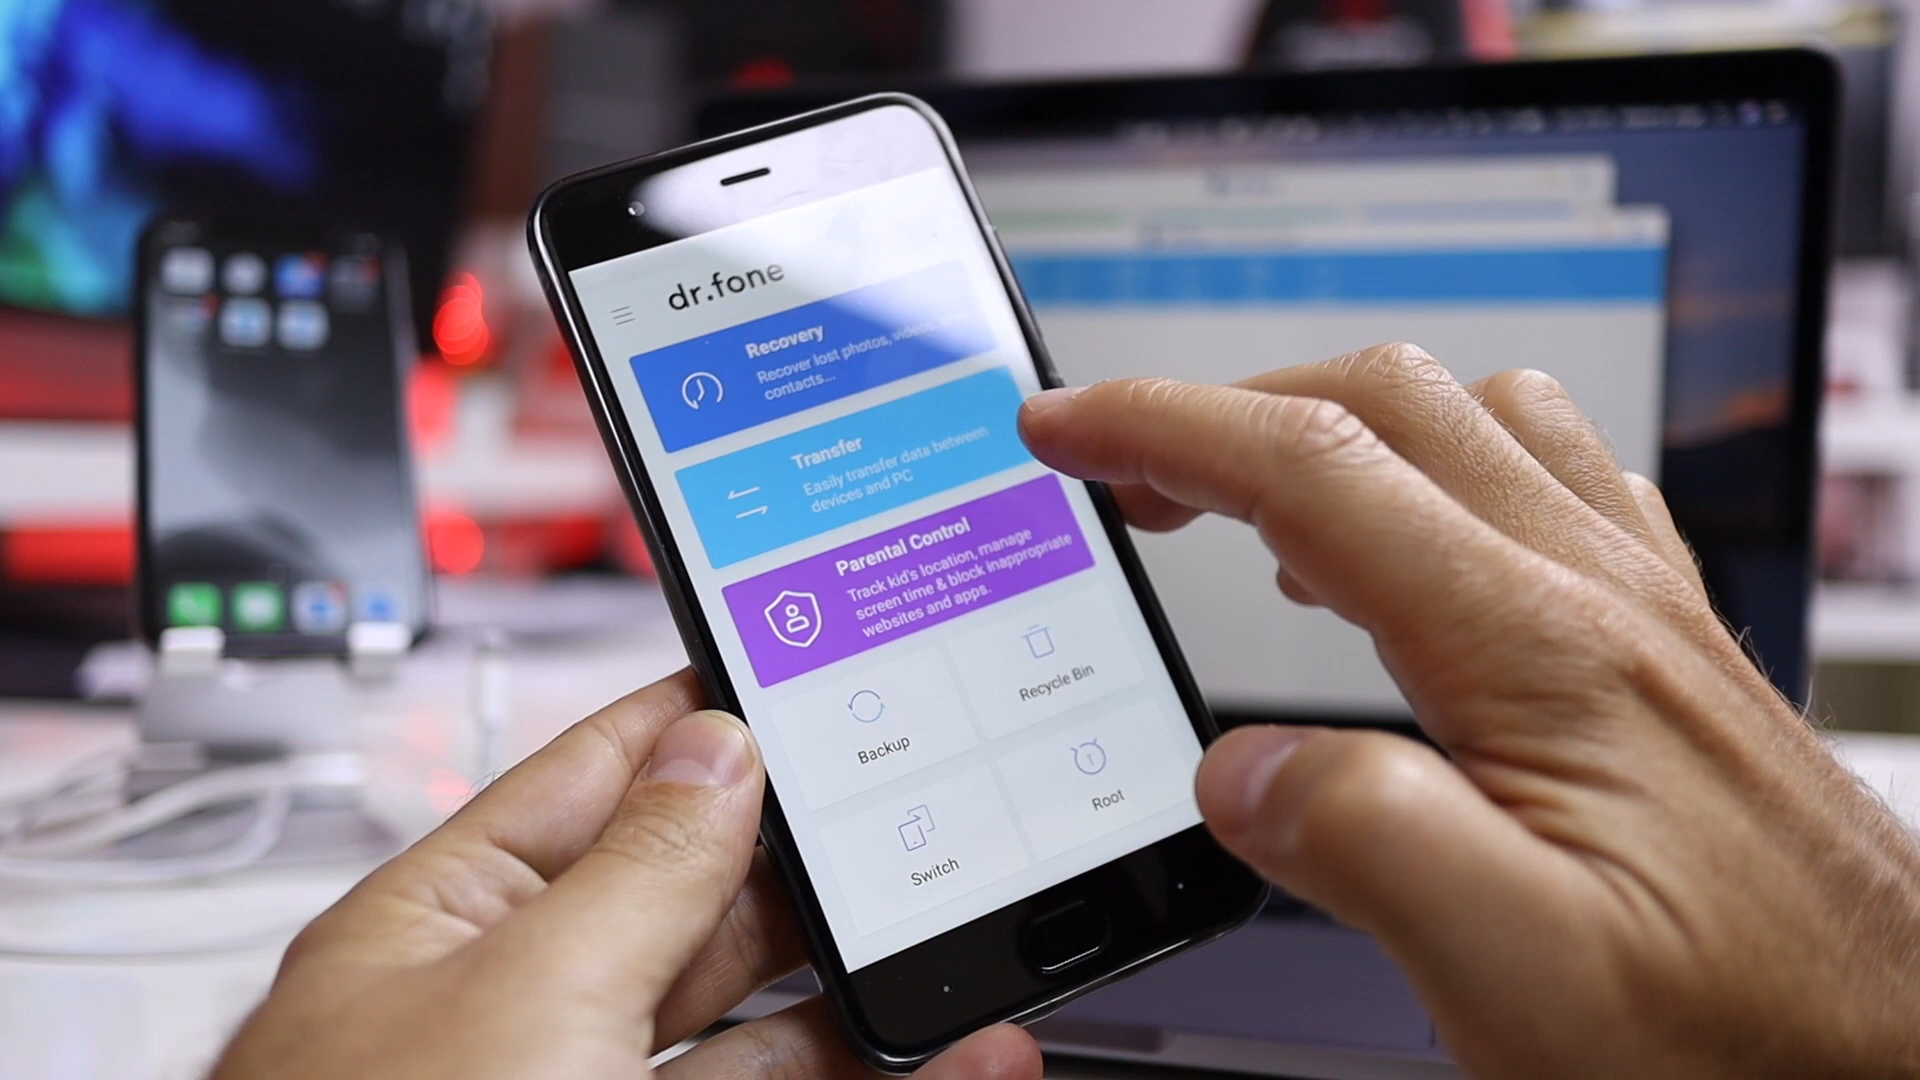 dr.fone
Recovery
Recover lost photos,
contacts...
Transfer
Easily transfer data between
devices and PC
Parental Control
Track kid's location, manage
screen time & block inappropriate
websites and apps.
Backup
Recycle Bin
Switch
Root